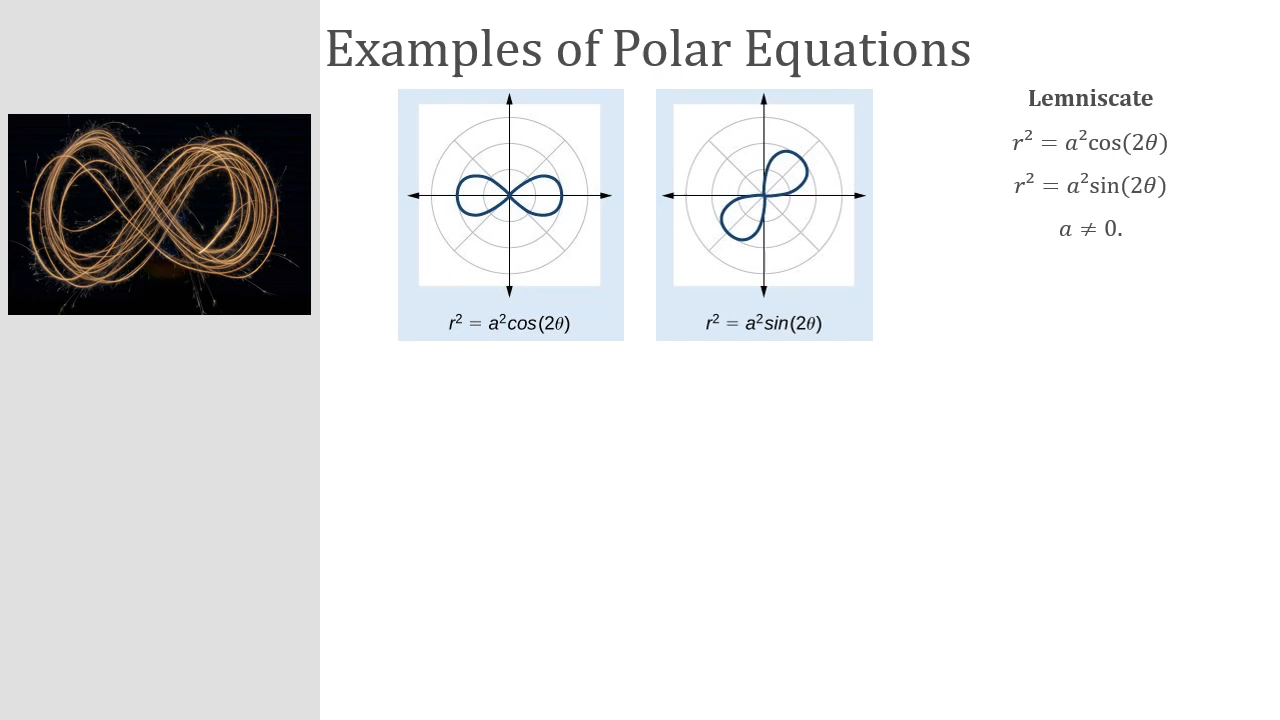 Examples of Polar Equations
Lemniscate
r² = a²cos(2θ)
r² = a²sin(2θ)
a ≠ 0.
r² = a²cos(2θ)
r² = a²sin(2θ)